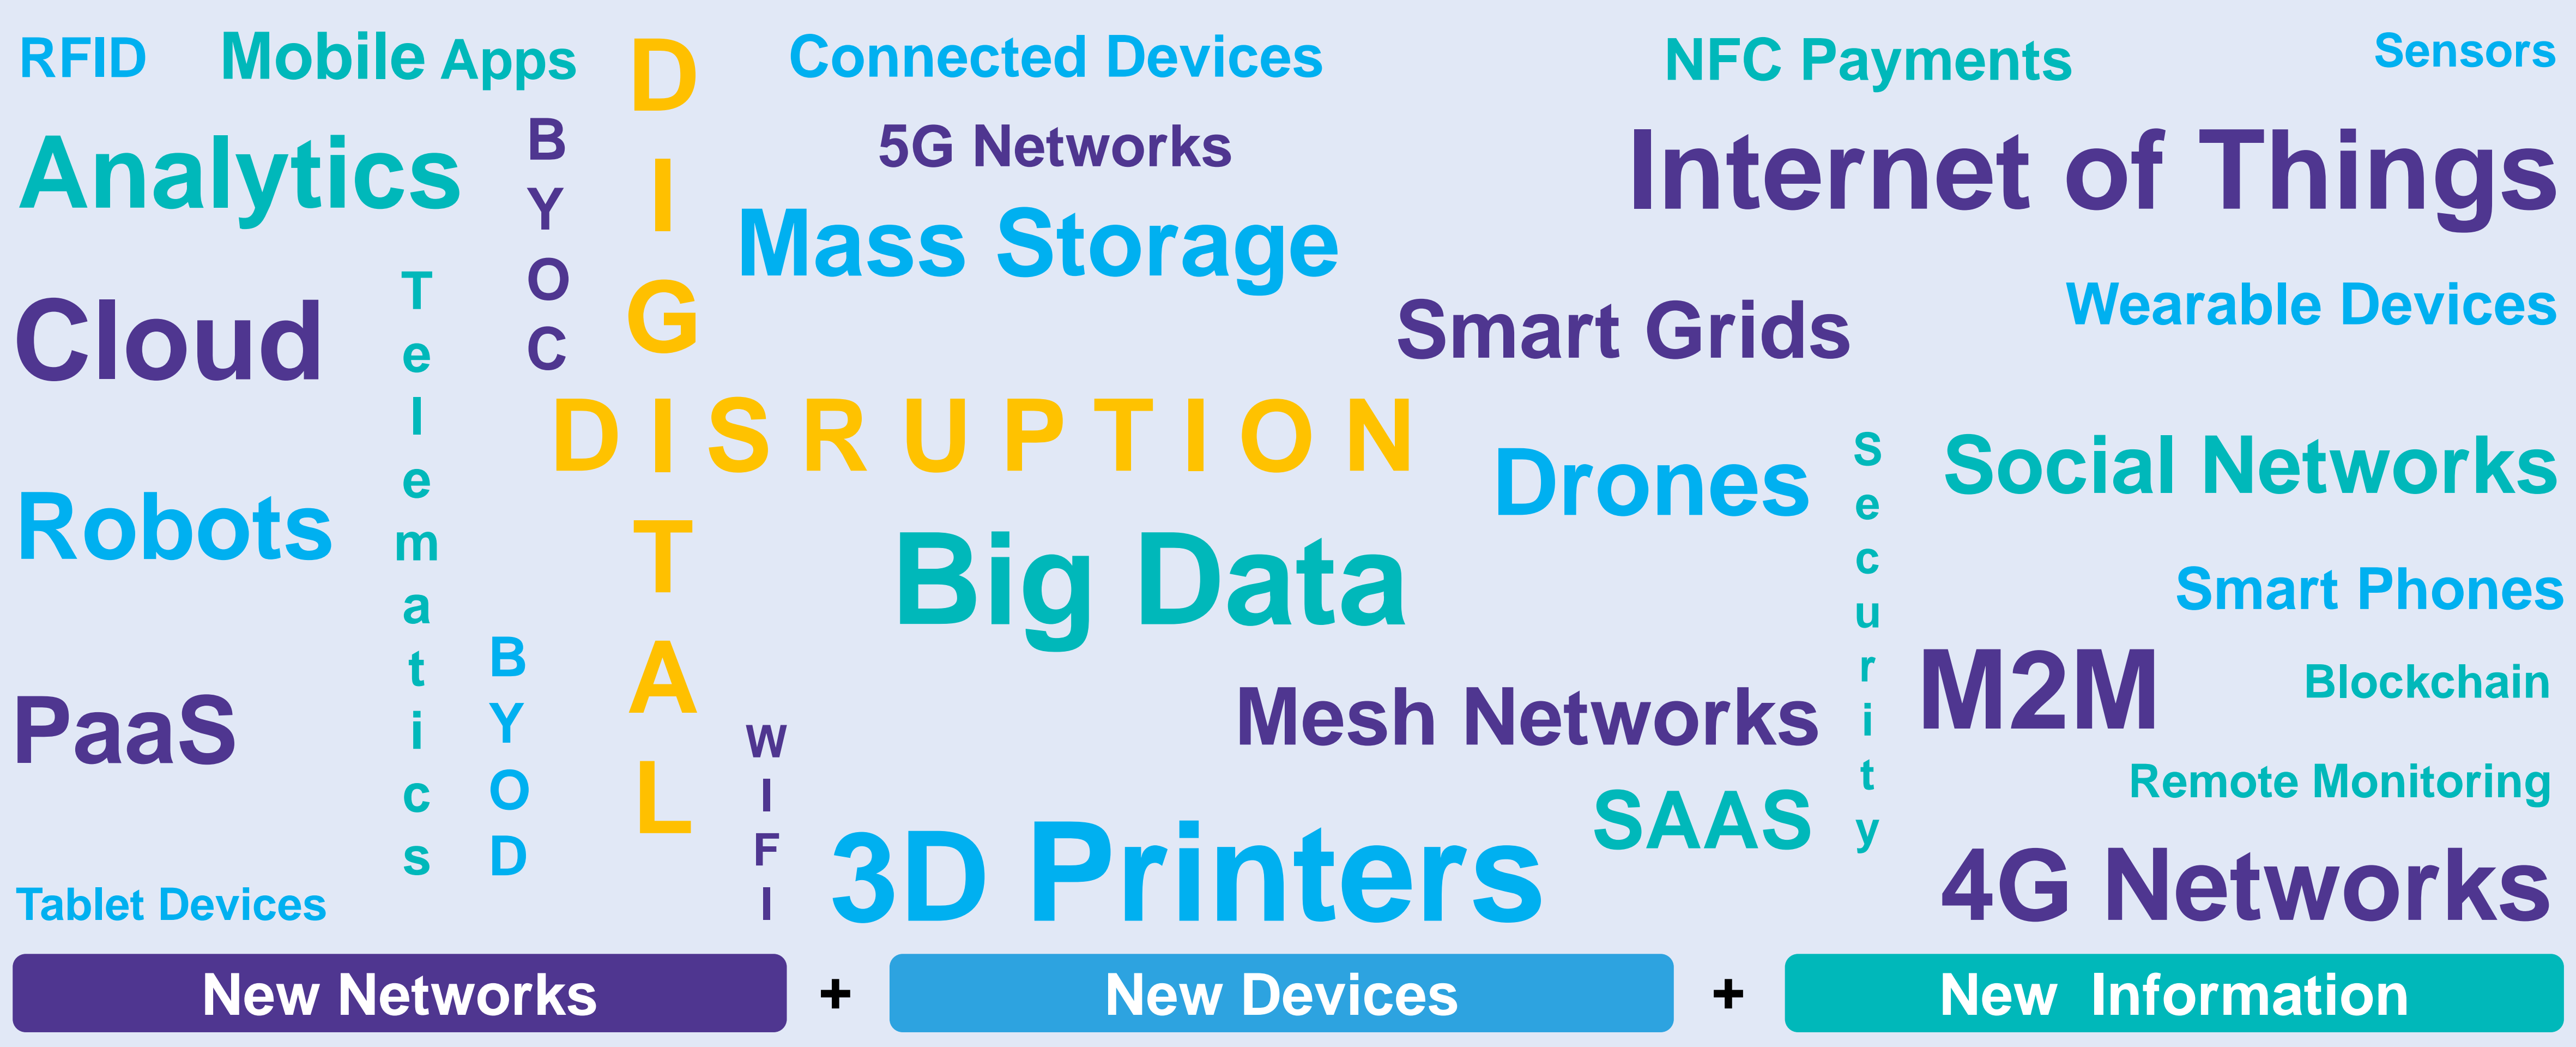 RFID
Mobile Apps
Connected Devices
NFC Payments
Sensors
Analytics
BYOC
DIGITAL
5G Networks
Internet of Things
Mass Storage
Cloud
Telematics
Smart Grids
Wearable Devices
DISRUPTION
Robots
Drones
Security
Social Networks
Big Data
Smart Phones
PaaS
BYOD
WIFI
Mesh Networks
M2M
Blockchain
Remote Monitoring
SAAS
3D Printers
4G Networks
Tablet Devices
New Networks + New Devices + New Information